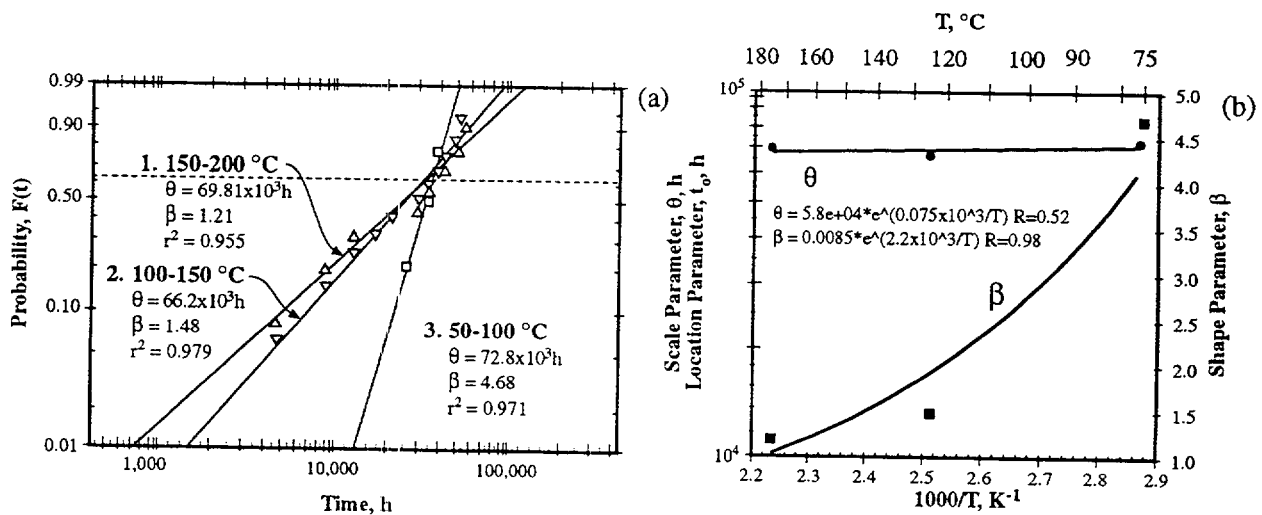 (a)
Probability, F(t)
0.99
0.90
0.50
0.10
0.01
1. 150-200 °C
θ = 69.81x10³h
β = 1.21
r² = 0.955
2. 100-150 °C
θ = 66.2x10³h
β = 1.48
r² = 0.979
3. 50-100 °C
θ = 72.8x10³h
β = 4.68
r² = 0.971
1,000 10,000 100,000
Time, h
(b)
T, °C
180 160 140 120 100 90 75
Scale Parameter, θ, h
Location Parameter, t₀, h
10⁵
10⁴
θ
θ = 5.8e+04*e^(0.075x10^3/T) R=0.52
β = 0.0085*e^(2.2x10^3/T) R=0.98
β
5.0
4.5
4.0
3.5
3.0
2.5
2.0
1.5
1.0
Shape Parameter, β
2.2 2.3 2.4 2.5 2.6 2.7 2.8 2.9
1000/T, K⁻¹